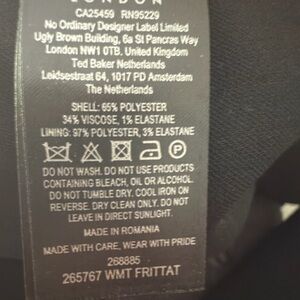 LONDON
CA25459 RN95229
No Ordinary Designer Label Limited
Ugly Brown Building, 6a St Pancras Way
London NW1 0TB, United Kingdom
Ted Baker Netherlands
Leidsestraat 64, 1017 PD Amsterdam
The Netherlands
SHELL: 65% POLYESTER
34% VISCOSE, 1% ELASTANE
LINING: 97% POLYESTER, 3% ELASTANE
P
DO NOT WASH. DO NOT USE PRODUCTS
CONTAINING BLEACH, OIL OR ALCOHOL.
DO NOT TUMBLE DRY. COOL IRON ON
REVERSE. DRY CLEAN ONLY. DO NOT
LEAVE IN DIRECT SUNLIGHT.
MADE IN ROMANIA
MADE WITH CARE, WEAR WITH PRIDE
268885
265767 WMT FRITTAT